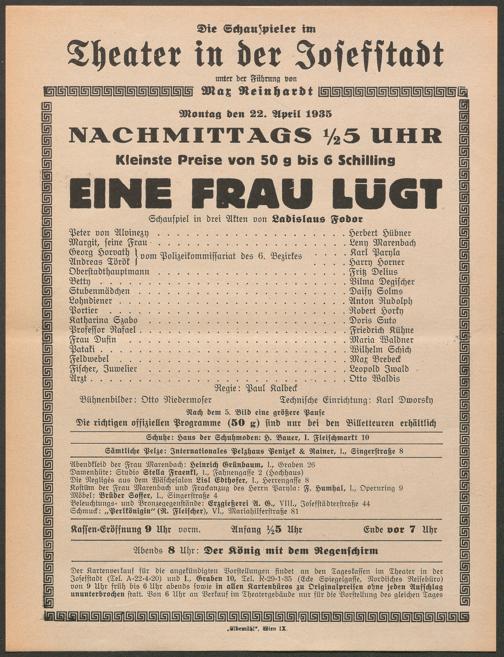 Die Schauspieler im
Theater in der Josefstadt
unter der Führung von
Max Reinhardt
Montag den 22. April 1935
NACHMITTAGS ½5 UHR
Kleinste Preise von 50 g bis 6 Schilling
EINE FRAU LÜGT
Schauspiel in drei Akten von Ladislaus Fodor
Peter von Alvinczy . . . Herbert Hübner
Margit, seine Frau . . . Leny Marenbach
Georg Horvath } vom Polizeikommissariat des 6. Bezirkes . . . Karl Paryla
Andreas Török } Harry Horner
Oberstadthauptmann . . . Fritz Delius
Betty . . . Vilma Degischer
Stubenmädchen . . . Daisy Solms
Lohndiener . . . Anton Rudolph
Portier . . . Robert Horky
Katharina Szabo . . . Doris Suto
Professor Rafael . . . Friedrich Kühne
Frau Dusin . . . Maria Waldner
Pataki . . . Wilhelm Schich
Feldwebel . . . Max Brebeck
Fischer, Juwelier . . . Leopold Iwald
Arzt . . . Otto Waldis
Regie: Paul Kalbeck
Bühnenbilder: Otto Niedermoser Technische Einrichtung: Karl Dworsky
Nach dem 5. Bild eine größere Pause
Die richtigen offiziellen Programme (50 g) sind nur bei den Billetteuren erhältlich
Schuhe: Haus der Schuhmoden: H. Bauer, I. Fleischmarkt 10
Sämtliche Pelze: Internationales Pelzhaus Penizek & Rainer, I., Singerstraße 8
Abendkleid der Frau Marenbach: Heinrich Grünbaum, I., Graben 26
Damenhüte: Studio Stella Fraenkl, I., Fahnengasse 2 (Hochhaus)
Die Negligés aus dem Wäschesalon Lisl Edthofer, I., Herrengasse 8
Kostüm der Frau Marenbach und Frackanzug des Herrn Paryla: F. Humhal, I., Opernring 9
Möbel: Brüder Soffer, I., Singerstraße 4
Beleuchtungs- und Bronzegegenstände: Erzgießerei A. G., VIII., Josefstädterstraße 44
Schmuck: „Perlkönigin" (R. Fleischer), VI., Mariahilferstraße 81
Kassen-Eröffnung 9 Uhr vorm. Anfang ½5 Uhr Ende vor 7 Uhr
Abends 8 Uhr: Der König mit dem Regenschirm
Der Kartenverkauf für die angekündigten Vorstellungen findet an den Tageskassen im Theater in der
Josefstadt (Tel. A-22-4-20) und I., Graben 10, Tel. R-29-1-35 (Ecke Spiegelgasse, Nordisches Reisebüro)
von 9 Uhr früh bis 6 Uhr abends sowie in allen Kartenbüros zu Originalpreisen ohne jeden Aufschlag
ununterbrochen statt. Von 6 Uhr an Verkauf im Theatergebäude nur für die Vorstellung des gleichen Tages
„Elbemühl", Wien IX.